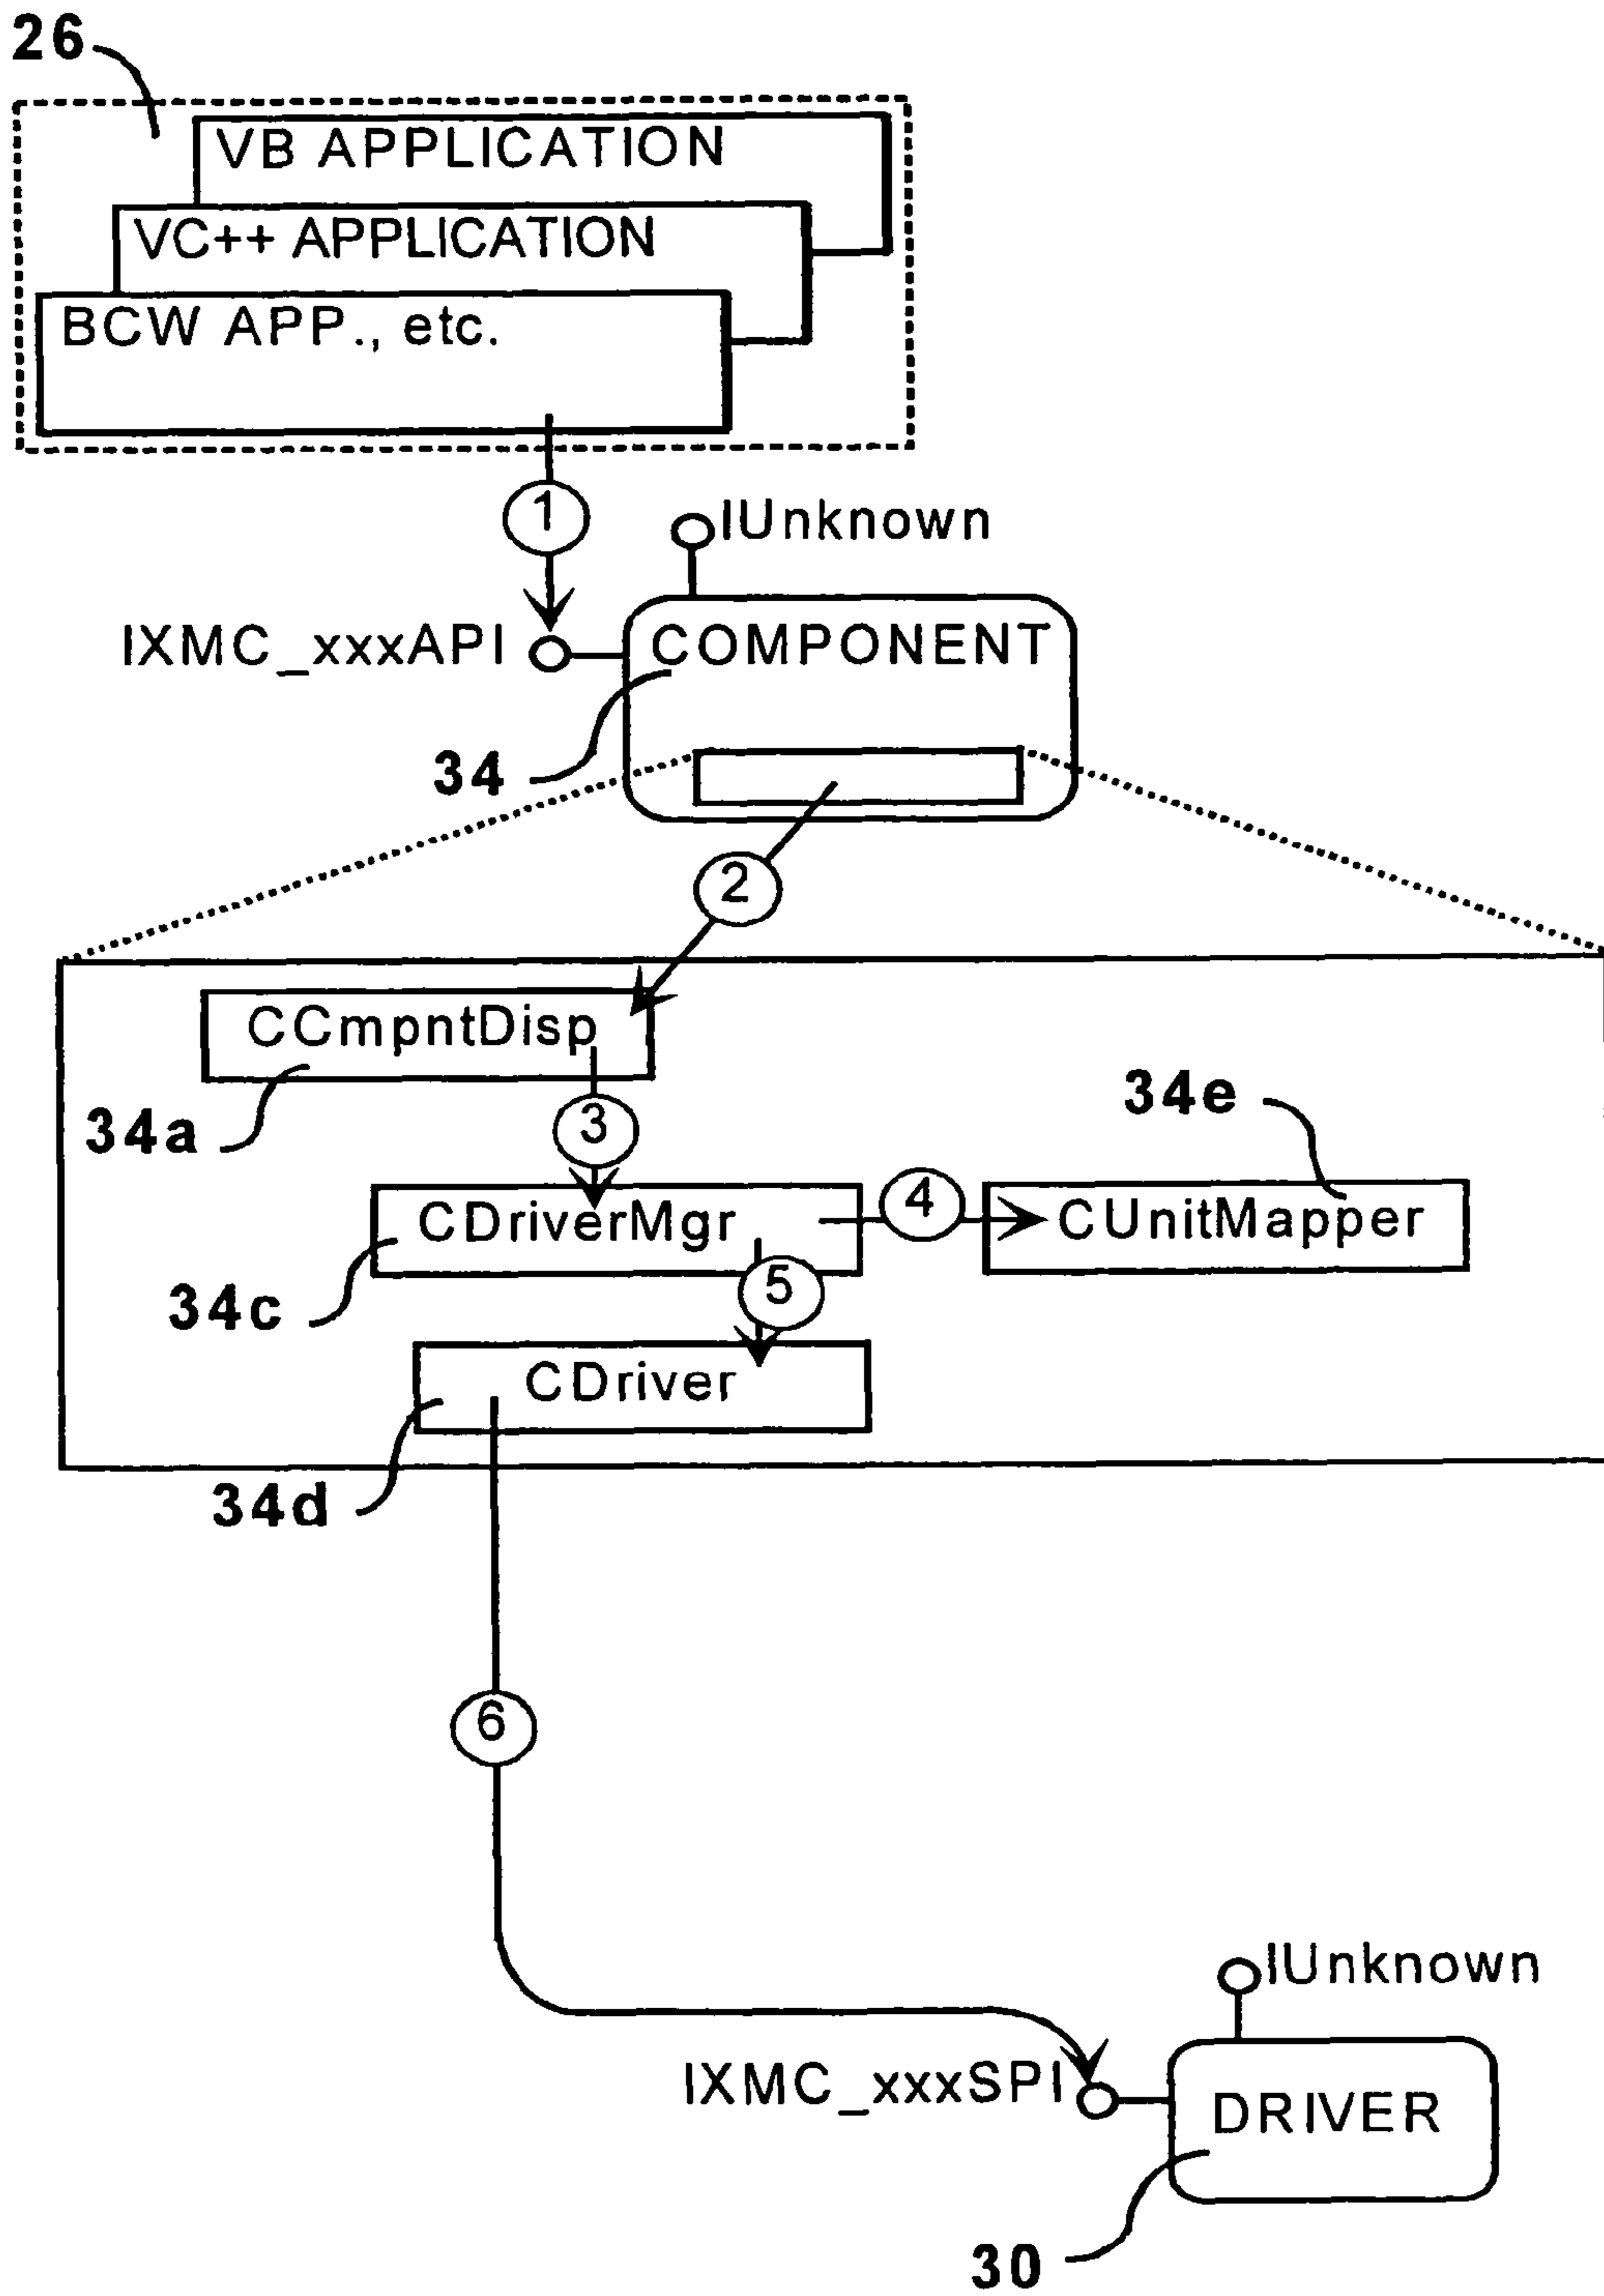 26
VB APPLICATION
VC++ APPLICATION
BCW APP., etc.
1
IUnknown
IXMC_xxxAPI
COMPONENT
34
2
CCmpntDisp
34a
3
34e
CDriverMgr
4
CUnitMapper
34c
5
CDriver
34d
6
IUnknown
IXMC_xxxSPI
DRIVER
30